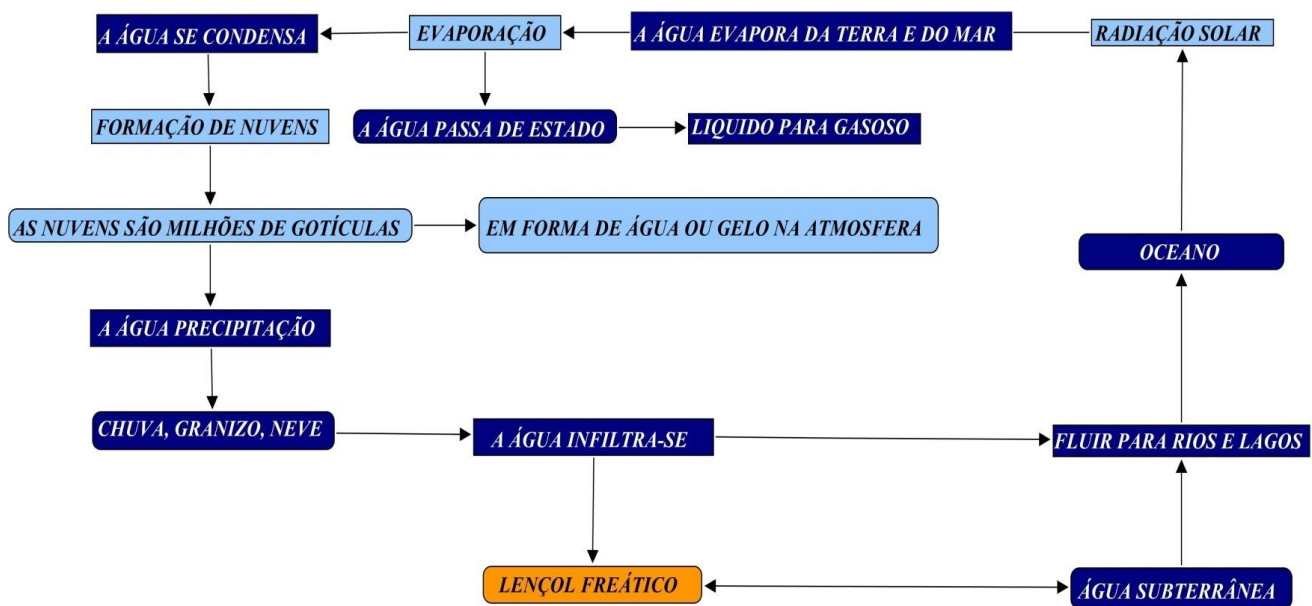 A ÁGUA SE CONDENSA
EVAPORAÇÃO
A ÁGUA EVAPORA DA TERRA E DO MAR
RADIAÇÃO SOLAR
FORMAÇÃO DE NUVENS
A ÁGUA PASSA DE ESTADO
LIQUIDO PARA GASOSO
AS NUVENS SÃO MILHÕES DE GOTÍCULAS
EM FORMA DE ÁGUA OU GELO NA ATMOSFERA
OCEANO
A ÁGUA PRECIPITAÇÃO
CHUVA, GRANIZO, NEVE
A ÁGUA INFILTRA-SE
FLUIR PARA RIOS E LAGOS
LENÇOL FREÁTICO
ÁGUA SUBTERRÂNEA